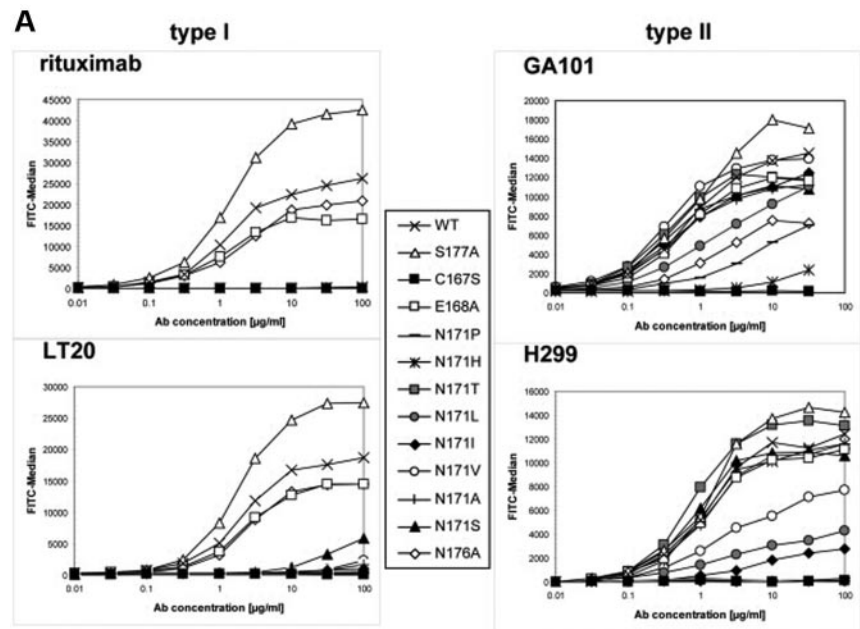 A
type I
type II
rituximab
GA101
45000
40000
35000
30000
25000
20000
15000
10000
5000
0
FITC-Median
0.01
0.1
1
10
100
Ab concentration [µg/ml]
20000
18000
16000
14000
12000
10000
8000
6000
4000
2000
0
FITC-Median
0.01
0.1
1
10
100
Ab concentration [µg/ml]
WT
S177A
C167S
E168A
N171P
N171H
N171T
N171L
N171I
N171V
N171A
N171S
N176A
LT20
H299
30000
25000
20000
15000
10000
5000
0
FITC-Median
0.01
0.1
1
10
100
Ab concentration [µg/ml]
16000
14000
12000
10000
8000
6000
4000
2000
0
FITC-Median
0.01
0.1
1
10
100
Ab concentration [µg/ml]